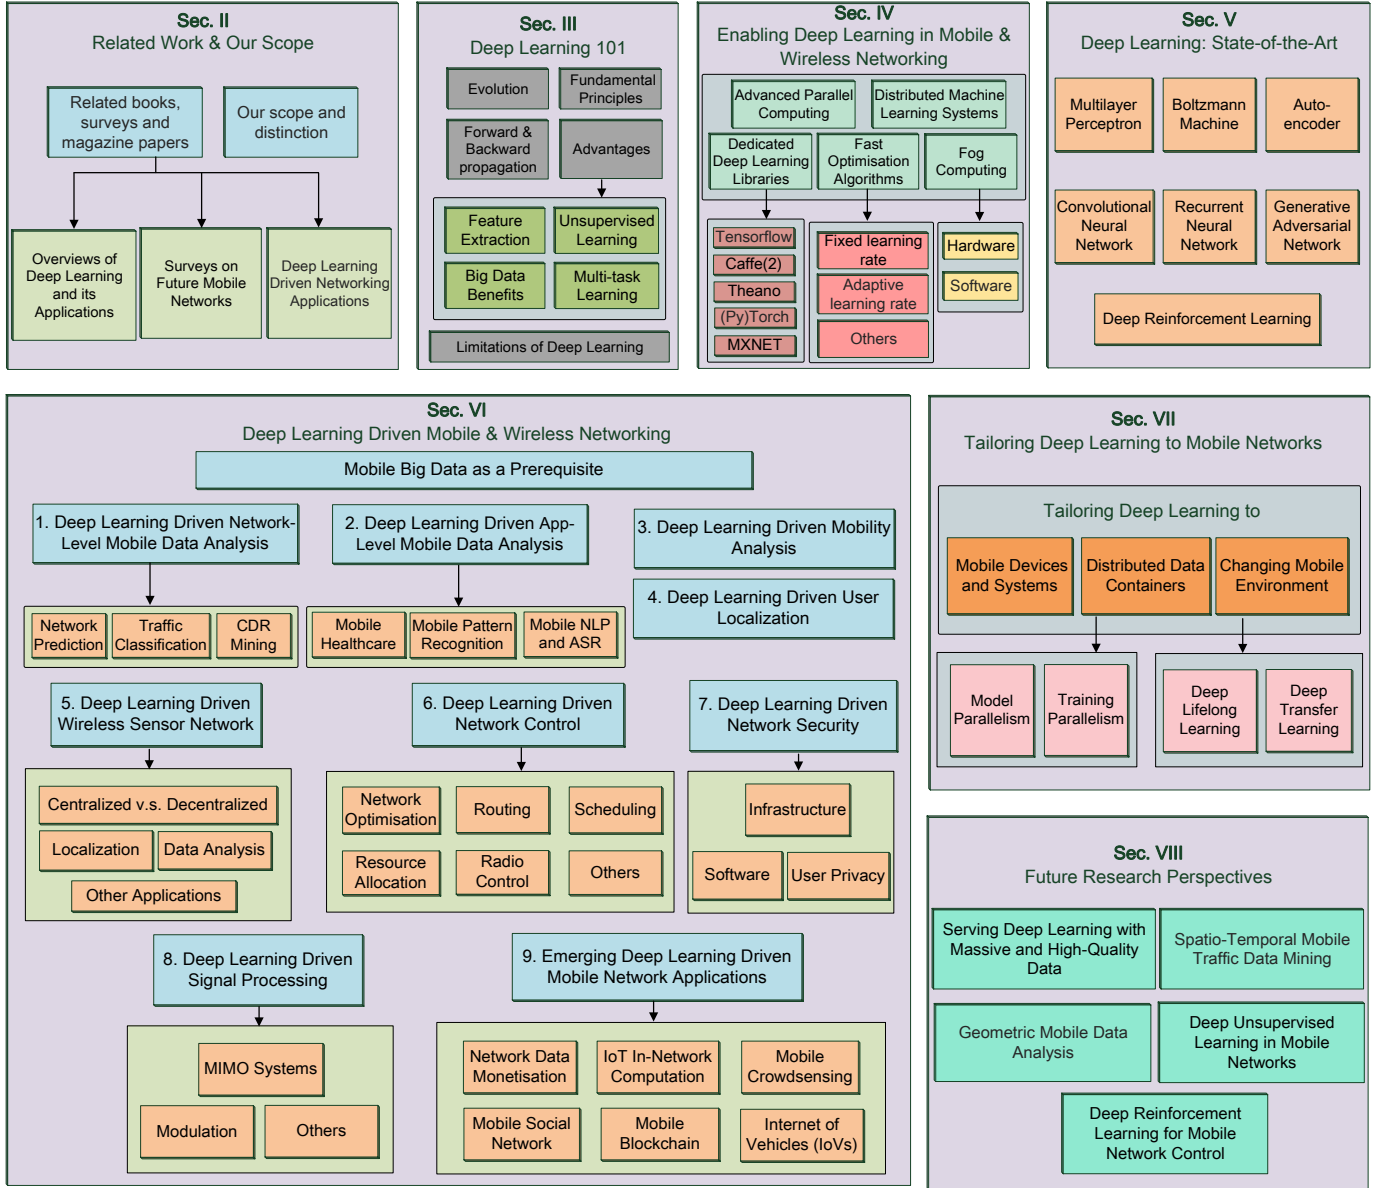 Sec. II
Related Work & Our Scope
Related books,
surveys and
magazine papers
Our scope and
distinction
Overviews of
Deep Learning
and its
Applications
Surveys on
Future Mobile
Networks
Deep Learning
Driven Networking
Applications
Sec. III
Deep Learning 101
Evolution
Fundamental
Principles
Forward &
Backward
propagation
Advantages
Feature
Extraction
Unsupervised
Learning
Big Data
Benefits
Multi-task
Learning
Limitations of Deep Learning
Sec. IV
Enabling Deep Learning in Mobile &
Wireless Networking
Advanced Parallel
Computing
Distributed Machine
Learning Systems
Dedicated
Deep Learning
Libraries
Fast
Optimisation
Algorithms
Fog
Computing
Tensorflow
Caffe(2)
Theano
(Py)Torch
MXNET
Fixed learning
rate
Adaptive
learning rate
Others
Hardware
Software
Sec. V
Deep Learning: State-of-the-Art
Multilayer
Perceptron
Boltzmann
Machine
Auto-
encoder
Convolutional
Neural
Network
Recurrent
Neural
Network
Generative
Adversarial
Network
Deep Reinforcement Learning
Sec. VI
Deep Learning Driven Mobile & Wireless Networking
Mobile Big Data as a Prerequisite
1. Deep Learning Driven Network-
Level Mobile Data Analysis
2. Deep Learning Driven App-
Level Mobile Data Analysis
3. Deep Learning Driven Mobility
Analysis
4. Deep Learning Driven User
Localization
Network
Prediction
Traffic
Classification
CDR
Mining
Mobile
Healthcare
Mobile Pattern
Recognition
Mobile NLP
and ASR
5. Deep Learning Driven
Wireless Sensor Network
6. Deep Learning Driven
Network Control
7. Deep Learning Driven
Network Security
Centralized v.s. Decentralized
Localization
Data Analysis
Other Applications
Network
Optimisation
Routing
Scheduling
Resource
Allocation
Radio
Control
Others
Infrastructure
Software
User Privacy
8. Deep Learning Driven
Signal Processing
9. Emerging Deep Learning Driven
Mobile Network Applications
MIMO Systems
Modulation
Others
Network Data
Monetisation
IoT In-Network
Computation
Mobile
Crowdsensing
Mobile Social
Network
Mobile
Blockchain
Internet of
Vehicles (IoVs)
Sec. VII
Tailoring Deep Learning to Mobile Networks
Tailoring Deep Learning to
Mobile Devices
and Systems
Distributed Data
Containers
Changing Mobile
Environment
Model
Parallelism
Training
Parallelism
Deep
Lifelong
Learning
Deep
Transfer
Learning
Sec. VIII
Future Research Perspectives
Serving Deep Learning with
Massive and High-Quality
Data
Spatio-Temporal Mobile
Traffic Data Mining
Geometric Mobile Data
Analysis
Deep Unsupervised
Learning in Mobile
Networks
Deep Reinforcement
Learning for Mobile
Network Control